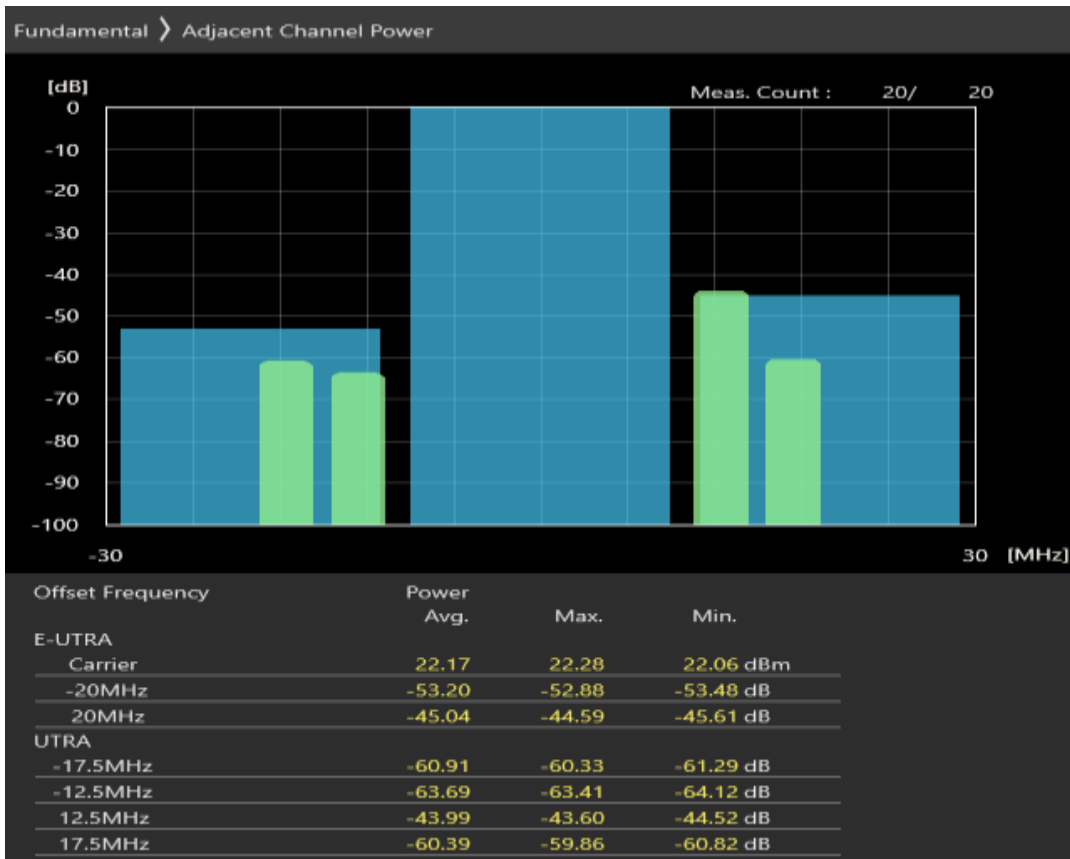 Fundamental 》 Adjacent Channel Power
[dB]
Meas. Count : 20/ 20
0
-10
-20
-30
-40
-50
-60
-70
-80
-90
-100
-30 30 [MHz]
Offset Frequency Power
Avg. Max. Min.
E-UTRA
Carrier 22.17 22.28 22.06 dBm
-20MHz -53.20 -52.88 -53.48 dB
20MHz -45.04 -44.59 -45.61 dB
UTRA
-17.5MHz -60.91 -60.33 -61.29 dB
-12.5MHz -63.69 -63.41 -64.12 dB
12.5MHz -43.99 -43.60 -44.52 dB
17.5MHz -60.39 -59.86 -60.82 dB